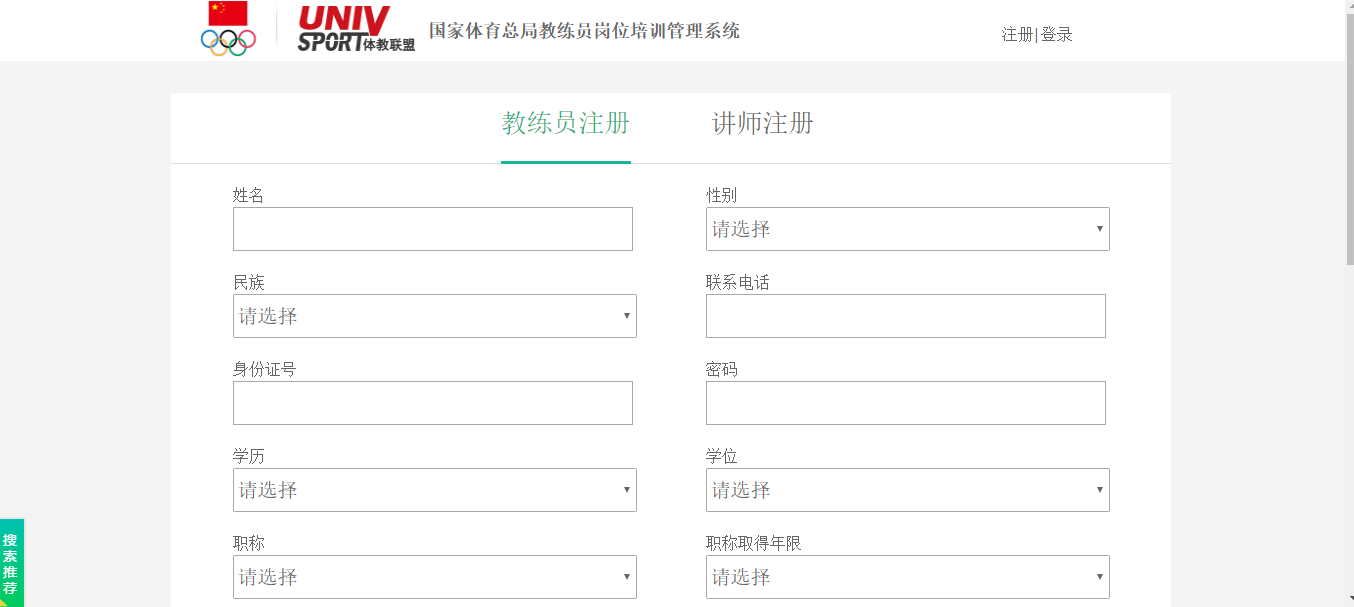 UNIV
SPORT体教联盟
国家体育总局教练员岗位培训管理系统
注册|登录
教练员注册
讲师注册
姓名
性别
请选择
民族
联系电话
请选择
身份证号
密码
学历
学位
请选择
请选择
职称
职称取得年限
请选择
请选择
搜索推荐